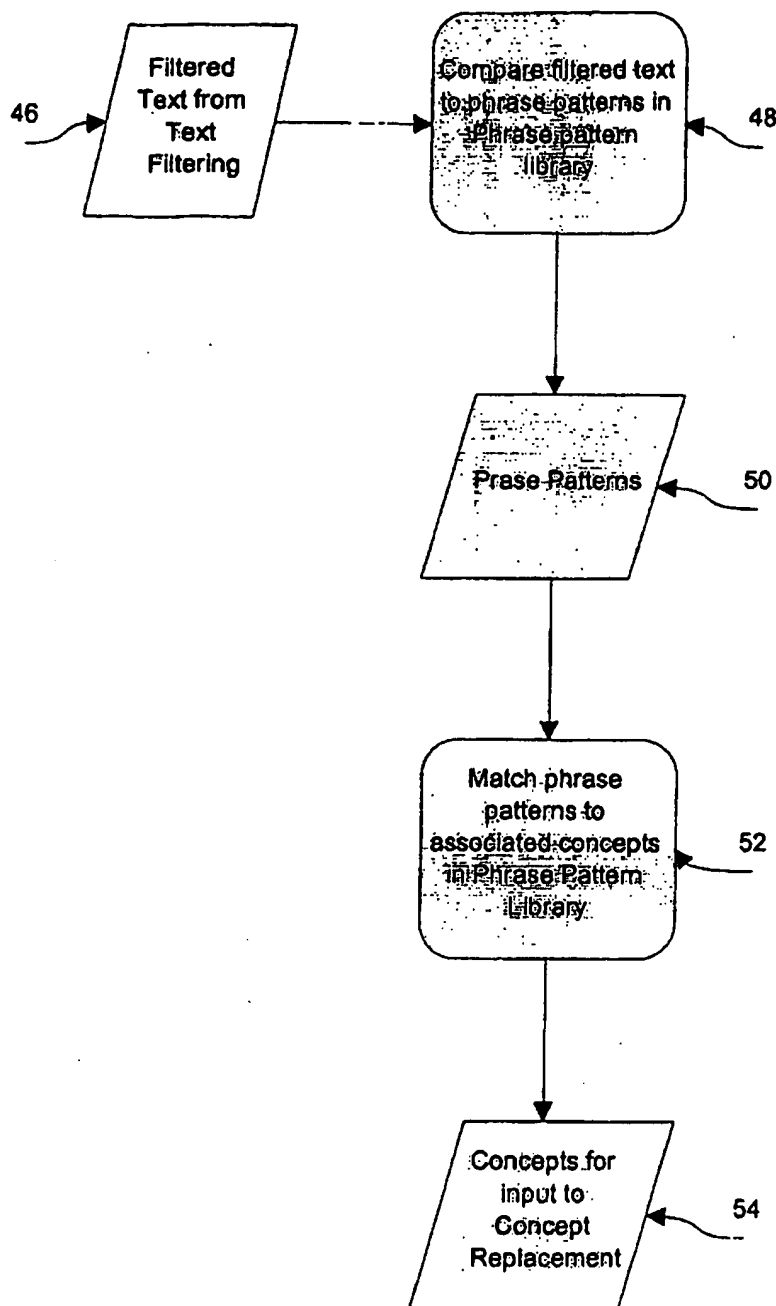 46
Filtered
Text from
Text
Filtering
Compare filtered text
to phrase patterns in
Phrase pattern
library
48
Prase Patterns
50
Match phrase
patterns to
associated concepts
in Phrase Pattern
Library
52
Concepts for
input to
Concept
Replacement
54